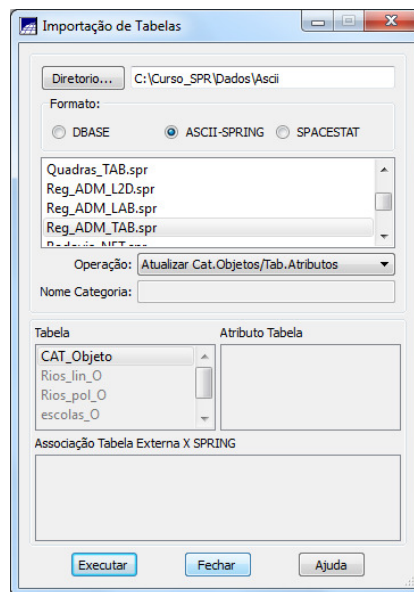 Importação de Tabelas
Diretorio... C:\Curso_SPR\Dados\Ascii
Formato:
DBASE ASCII-SPRING SPACESTAT
Quadras_TAB.spr
Reg_ADM_L2D.spr
Reg_ADM_LAB.spr
Reg_ADM_TAB.spr
Rodovia_NET.spr
Operação: Atualizar Cat.Objetos/Tab.Atributos
Nome Categoria:
Tabela Atributo Tabela
CAT_Objeto
Rios_lin_O
Rios_pol_O
escolas_O
Associação Tabela Externa X SPRING
Executar Fechar Ajuda